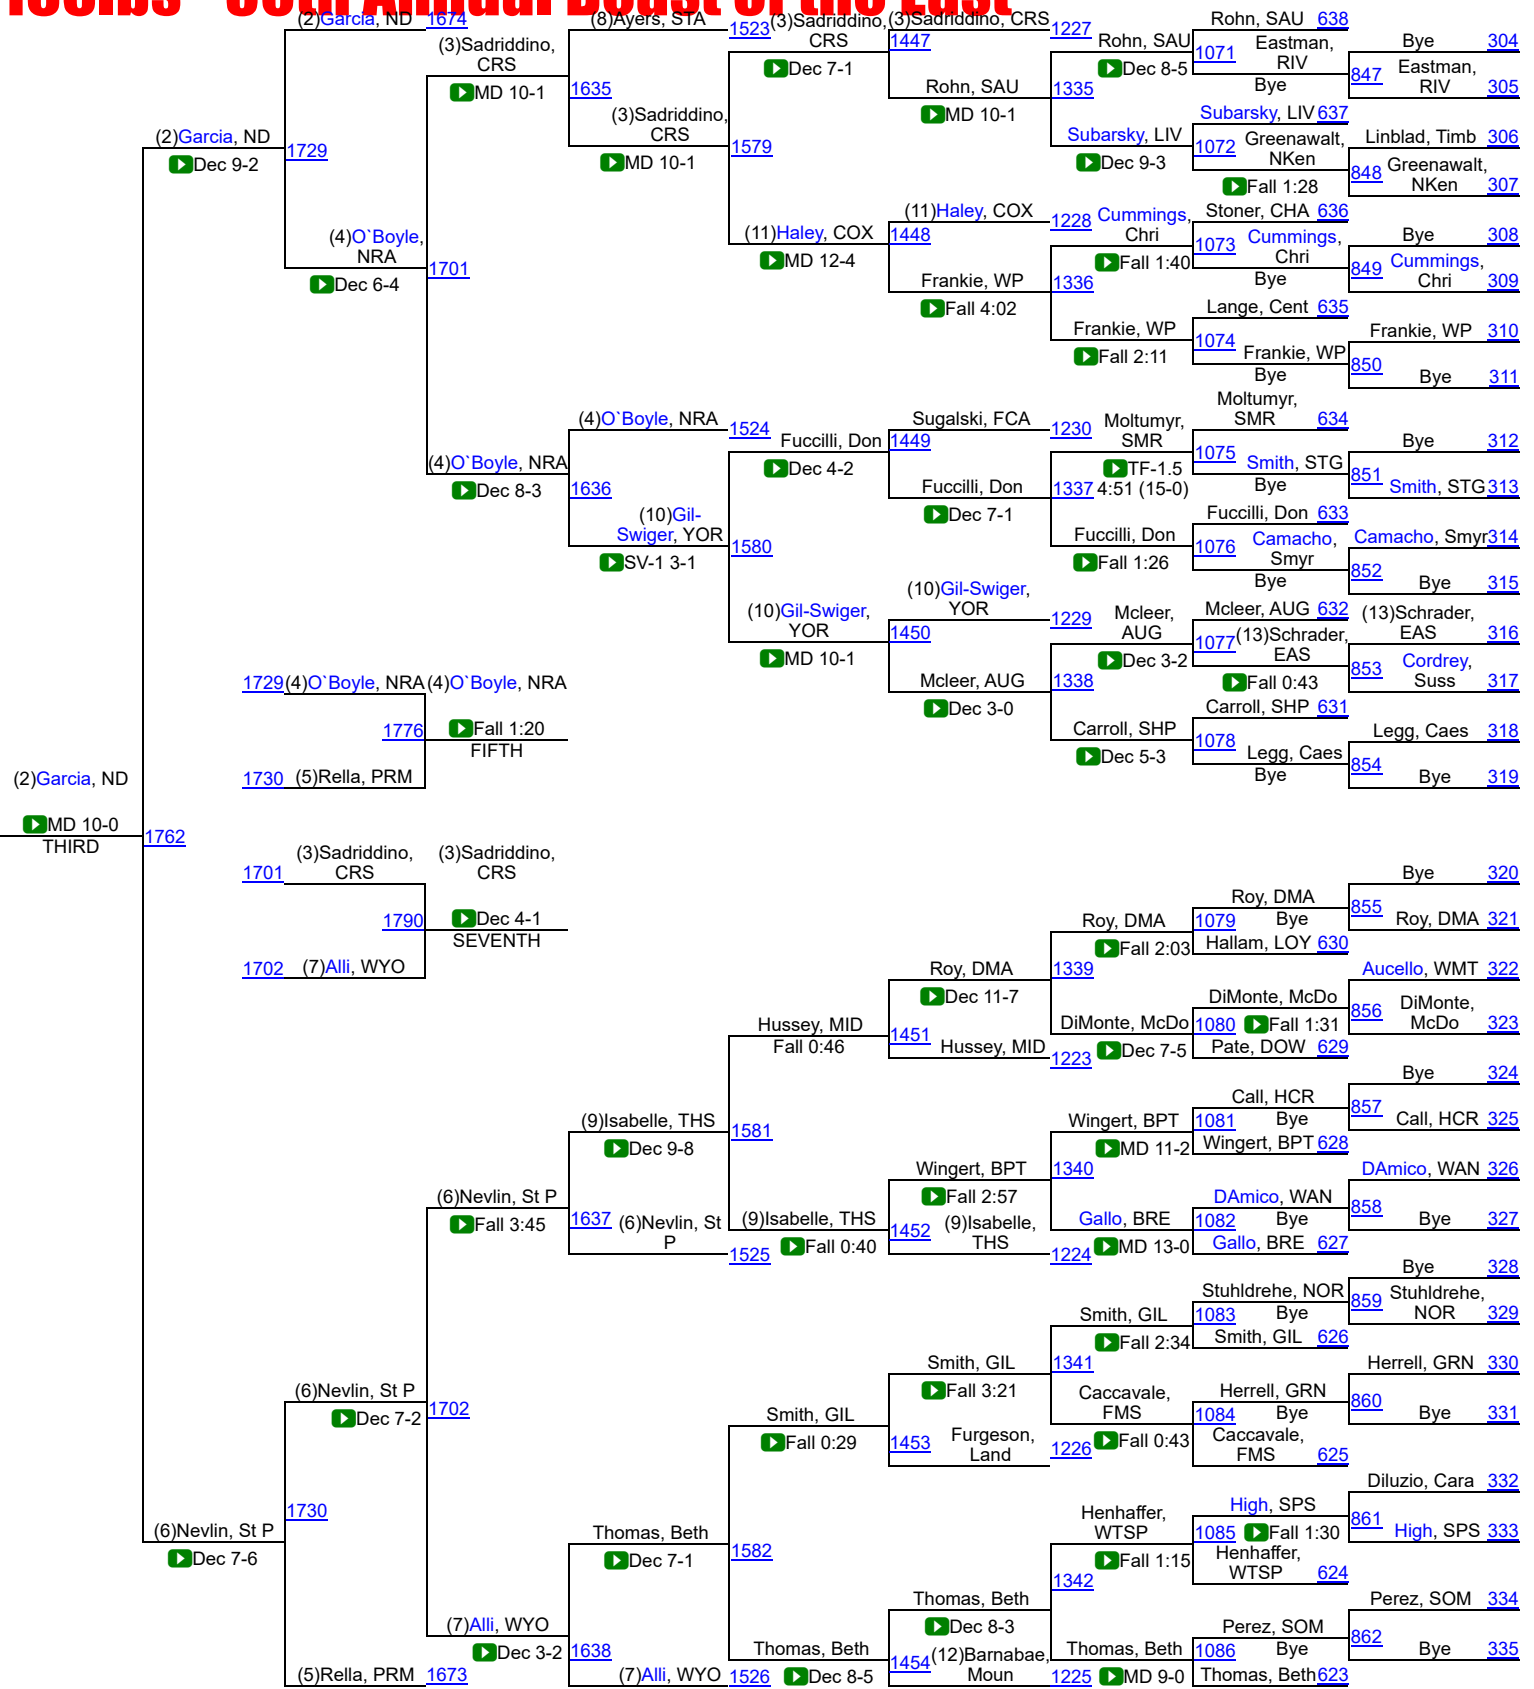 (2)Garcia, ND 1674
(8)Ayers, STA
(3)Sadriddino, CRS 1227
Rohn, SAU 638
1523
(3)Sadriddino,
CRS
Dec 7-1
1447
Rohn, SAU
Dec 8-5
1071
Eastman,
RIV
Bye
Bye 304
847
Eastman,
RIV 305
(3)Sadriddino,
CRS
MD 10-1
1635
Rohn, SAU
MD 10-1
1335
(3)Sadriddino,
CRS
MD 10-1
1579
Subarsky, LIV
Dec 9-3
Subarsky, LIV 637
1072
Greenawalt,
NKen
Fall 1:28
Linblad, Timb 306
848
Greenawalt,
NKen 307
(2)Garcia, ND
Dec 9-2
1729
(11)Haley, COX 1228
Cummings,
Chri
Fall 1:40
Stoner, CHA 636
1073
Cummings,
Chri
Bye
Bye 308
849
Cummings,
Chri 309
(11)Haley, COX
MD 12-4
1448
(4)O`Boyle,
NRA
Dec 6-4
1701
Frankie, WP
Fall 4:02
1336
Frankie, WP
Fall 2:11
Lange, Cent 635
1074
Frankie, WP
Bye
Frankie, WP 310
850
Bye 311
(4)O`Boyle, NRA 1524
Fuccilli, Don
Dec 4-2
Sugalski, FCA 1230
1449
Moltumyr,
SMR
TF-1.5
4:51 (15-0)
Moltumyr,
SMR 634
1075
Smith, STG
Bye
Bye 312
851
Smith, STG 313
(4)O`Boyle, NRA
Dec 8-3
1636
Fuccilli, Don
Dec 7-1
1337
(10)Gil-
Swiger, YOR
SV-1 3-1
1580
Fuccilli, Don
Fall 1:26
Fuccilli, Don 633
1076
Camacho,
Smyr
Bye
Camacho, Smyr 314
852
Bye 315
(10)Gil-Swiger,
YOR
MD 10-1
(10)Gil-Swiger,
YOR 1229
1450
Mcleer,
AUG
Dec 3-2
Mcleer, AUG 632
1077
(13)Schrader,
EAS
Fall 0:43
(13)Schrader,
EAS 316
853
Cordrey,
Suss 317
Mcleer, AUG
Dec 3-0
1338
Carroll, SHP
Dec 5-3
Carroll, SHP 631
1078
Legg, Caes
Bye
Legg, Caes 318
854
Bye 319
1729 (4)O`Boyle, NRA
(4)O`Boyle, NRA
1776
Fall 1:20
FIFTH
1730 (5)Rella, PRM
(2)Garcia, ND
MD 10-0
THIRD
1762
1701
(3)Sadriddino,
CRS
(3)Sadriddino,
CRS
1790
Dec 4-1
SEVENTH
1702 (7)Alli, WYO
Roy, DMA
Fall 2:03
Roy, DMA
1079
Bye
Hallam, LOY 630
Bye 320
855
Roy, DMA 321
Roy, DMA
Dec 11-7
1339
Hussey, MID
Fall 0:46
1451
Hussey, MID 1223
DiMonte, McDo
Dec 7-5
DiMonte, McDo
1080
Fall 1:31
Pate, DOW 629
Aucello, WMT 322
856
DiMonte,
McDo 323
(9)Isabelle, THS
Dec 9-8
1581
Wingert, BPT
MD 11-2
Call, HCR
1081
Bye
Wingert, BPT 628
Bye 324
857
Call, HCR 325
Wingert, BPT
Fall 2:57
1340
(6)Nevlin, St P
Fall 3:45
1637
(6)Nevlin, St
P 1525
(9)Isabelle, THS
Fall 0:40
1452
(9)Isabelle,
THS 1224
Gallo, BRE
MD 13-0
DAmico, WAN
1082
Bye
Gallo, BRE 627
DAmico, WAN 326
858
Bye 327
Smith, GIL
Fall 2:34
Stuhldrehe, NOR
1083
Bye
Smith, GIL 626
Bye 328
859
Stuhldrehe,
NOR 329
Smith, GIL
Fall 3:21
1341
(6)Nevlin, St P
Dec 7-2
1702
Smith, GIL
Fall 0:29
1453
Furgeson,
Land 1226
Caccavale,
FMS
Fall 0:43
Herrell, GRN
1084
Bye
Caccavale,
FMS 625
Herrell, GRN 330
860
Bye 331
(6)Nevlin, St P
Dec 7-6
1730
Thomas, Beth
Dec 7-1
1582
Henhaffer,
WTSP
Fall 1:15
High, SPS
1085
Fall 1:30
Henhaffer,
WTSP 624
Diluzio, Cara 332
861
High, SPS 333
Thomas, Beth
Dec 8-3
1342
(7)Alli, WYO
Dec 3-2
1638
(7)Alli, WYO 1526
Thomas, Beth
Dec 8-5
1454
(12)Barnabae,
Moun 1225
Thomas, Beth
MD 9-0
Perez, SOM
1086
Bye
Thomas, Beth 623
Perez, SOM 334
862
Bye 335
(5)Rella, PRM 1673